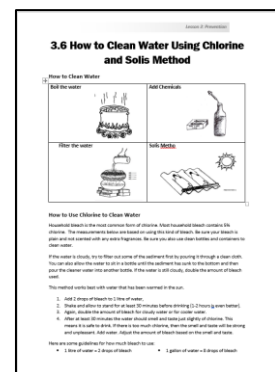 Lesson 3: Prevention
3.6 How to Clean Water Using Chlorine
and Solis Method
How to Clean Water
Boil the water
Add Chemicals
Filter the water
Solis Metho
How to Use Chlorine to Clean Water
Household bleach is the most common form of chlorine. Most household bleach contains 5%
chlorine. The measurements below are based on using this kind of bleach. Be sure your bleach is
plain and not scented with any extra fragrances. Be sure you also use clean bottles and containers to
clean water.
If the water is cloudy, try to filter out some of the sediment first by pouring it through a clean cloth.
You can also allow the water to sit in a bottle until the sediment has sunk to the bottom and then
pour the cleaner water into another bottle. If the water is still cloudy, double the amount of bleach
used.
This method works best with water that has been warmed in the sun.
1. Add 2 drops of bleach to 1 litre of water,
2. Shake and allow to stand for at least 30 minutes before drinking (1-2 hours is even better).
3. Again, double the amount of bleach for cloudy water or for cooler water.
4. After at least 30 minutes the water should smell and taste just slightly of chlorine. This
means it is safe to drink. If there is too much chlorine, then the smell and taste will be strong
and unpleasant. Add water. Adjust the amount of bleach based on the smell and taste.
Here are some guidelines for how much bleach to use.
• 1 litre of water = 2 drops of bleach • 1 gallon of water = 8 drops of bleach